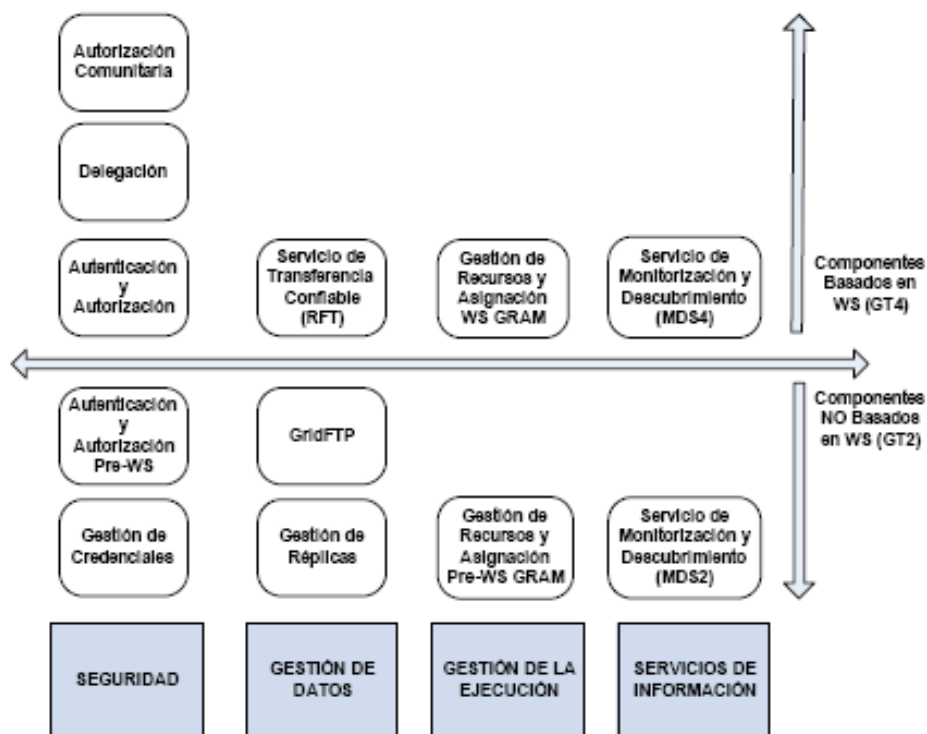 Autorización
Comunitaria
Delegación
Autenticación
y
Autorización
Servicio de
Transferencia
Confiable
(RFT)
Gestión de
Recursos y
Asignación
WS GRAM
Servicio de
Monitorización y
Descubrimiento
(MDS4)
Componentes
Basados en
WS (GT4)
Autenticación
y
Autorización
Pre-WS
GridFTP
Componentes
NO Basados
en WS (GT2)
Gestión de
Credenciales
Gestión de
Réplicas
Gestión de
Recursos y
Asignación
Pre-WS GRAM
Servicio de
Monitorización y
Descubrimiento
(MDS2)
SEGURIDAD
GESTIÓN DE
DATOS
GESTIÓN DE LA
EJECUCIÓN
SERVICIOS DE
INFORMACIÓN